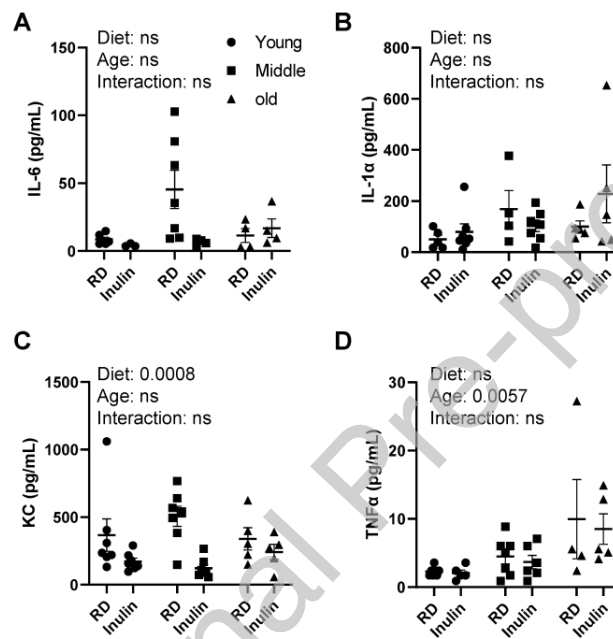 A
Diet: ns
Age: ns
Interaction: ns
Young
Middle
old
IL-6 (pg/mL)
150
100
50
0
RD
Inulin
RD
Inulin
RD
Inulin
B
Diet: ns
Age: ns
Interaction: ns
IL-1α (pg/mL)
800
600
400
200
0
RD
Inulin
RD
Inulin
RD
Inulin
C
Diet: 0.0008
Age: ns
Interaction: ns
KC (pg/mL)
1500
1000
500
0
RD
Inulin
RD
Inulin
RD
Inulin
D
Diet: ns
Age: 0.0057
Interaction: ns
TNFα (pg/mL)
30
20
10
0
RD
Inulin
RD
Inulin
RD
Inulin
nal Pre-pro